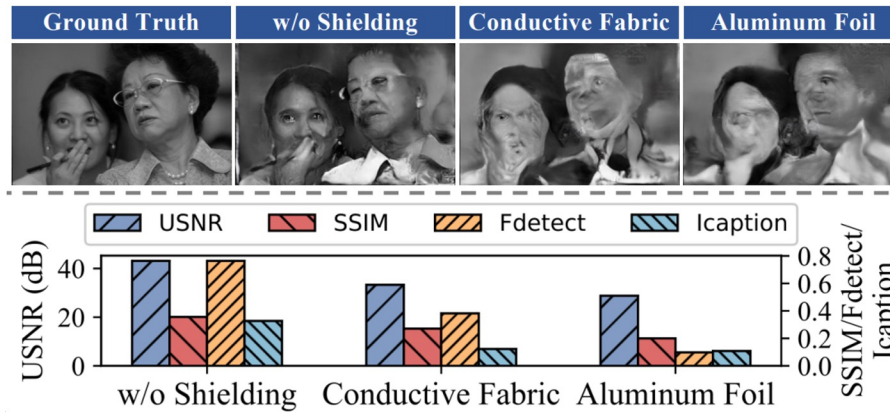 Ground Truth w/o Shielding Conductive Fabric Aluminum Foil
USNR SSIM Fdetect Icaption
USNR (dB)
40
20
0
0.8
0.6
0.4
0.2
0.0
SSIM/Fdetect/
Icaption
w/o Shielding Conductive Fabric Aluminum Foil